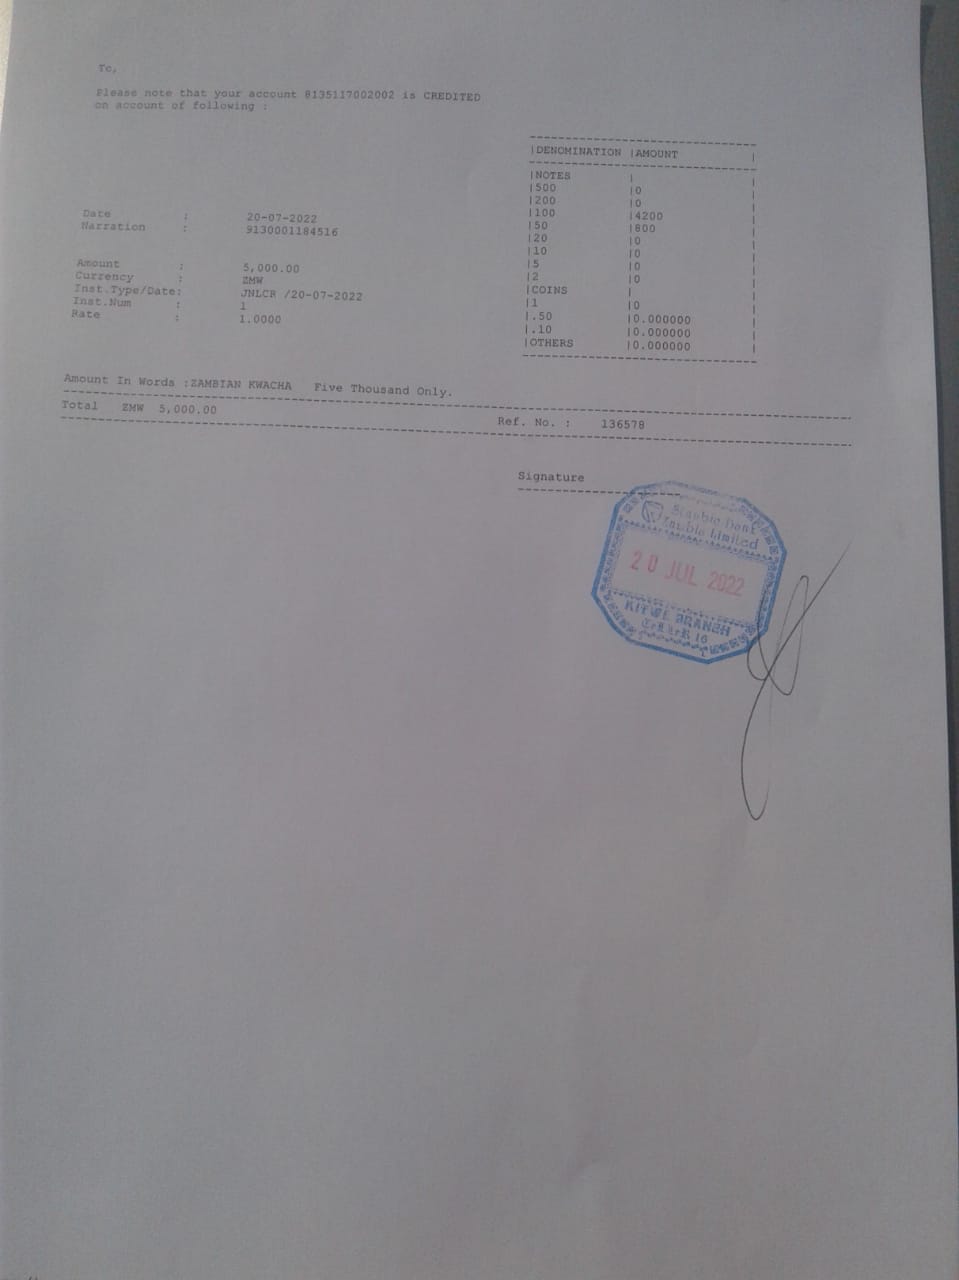 To,
Please note that your account 8135117002002 is CREDITED
on account of following :
|DENOMINATION |AMOUNT |
|NOTES | |
|500 |0 |
|200 |0 |
|100 |4200 |
|50 |800 |
|20 |0 |
|10 |0 |
|5 |0 |
|2 |0 |
|COINS | |
|1 |0 |
|.50 |0.000000 |
|.10 |0.000000 |
|OTHERS |0.000000 |
Date : 20-07-2022
Narration : 9130001184516
Amount : 5,000.00
Currency : ZMW
Inst.Type/Date: JNLCR /20-07-2022
Inst.Num : 1
Rate : 1.0000
Amount In Words :ZAMBIAN KWACHA Five Thousand Only.
Total ZMW 5,000.00 Ref. No. : 136578
Signature
Stanbic Bank
Zambia Limited
20 JUL 2022
KITWE BRANCH
TELLER 16